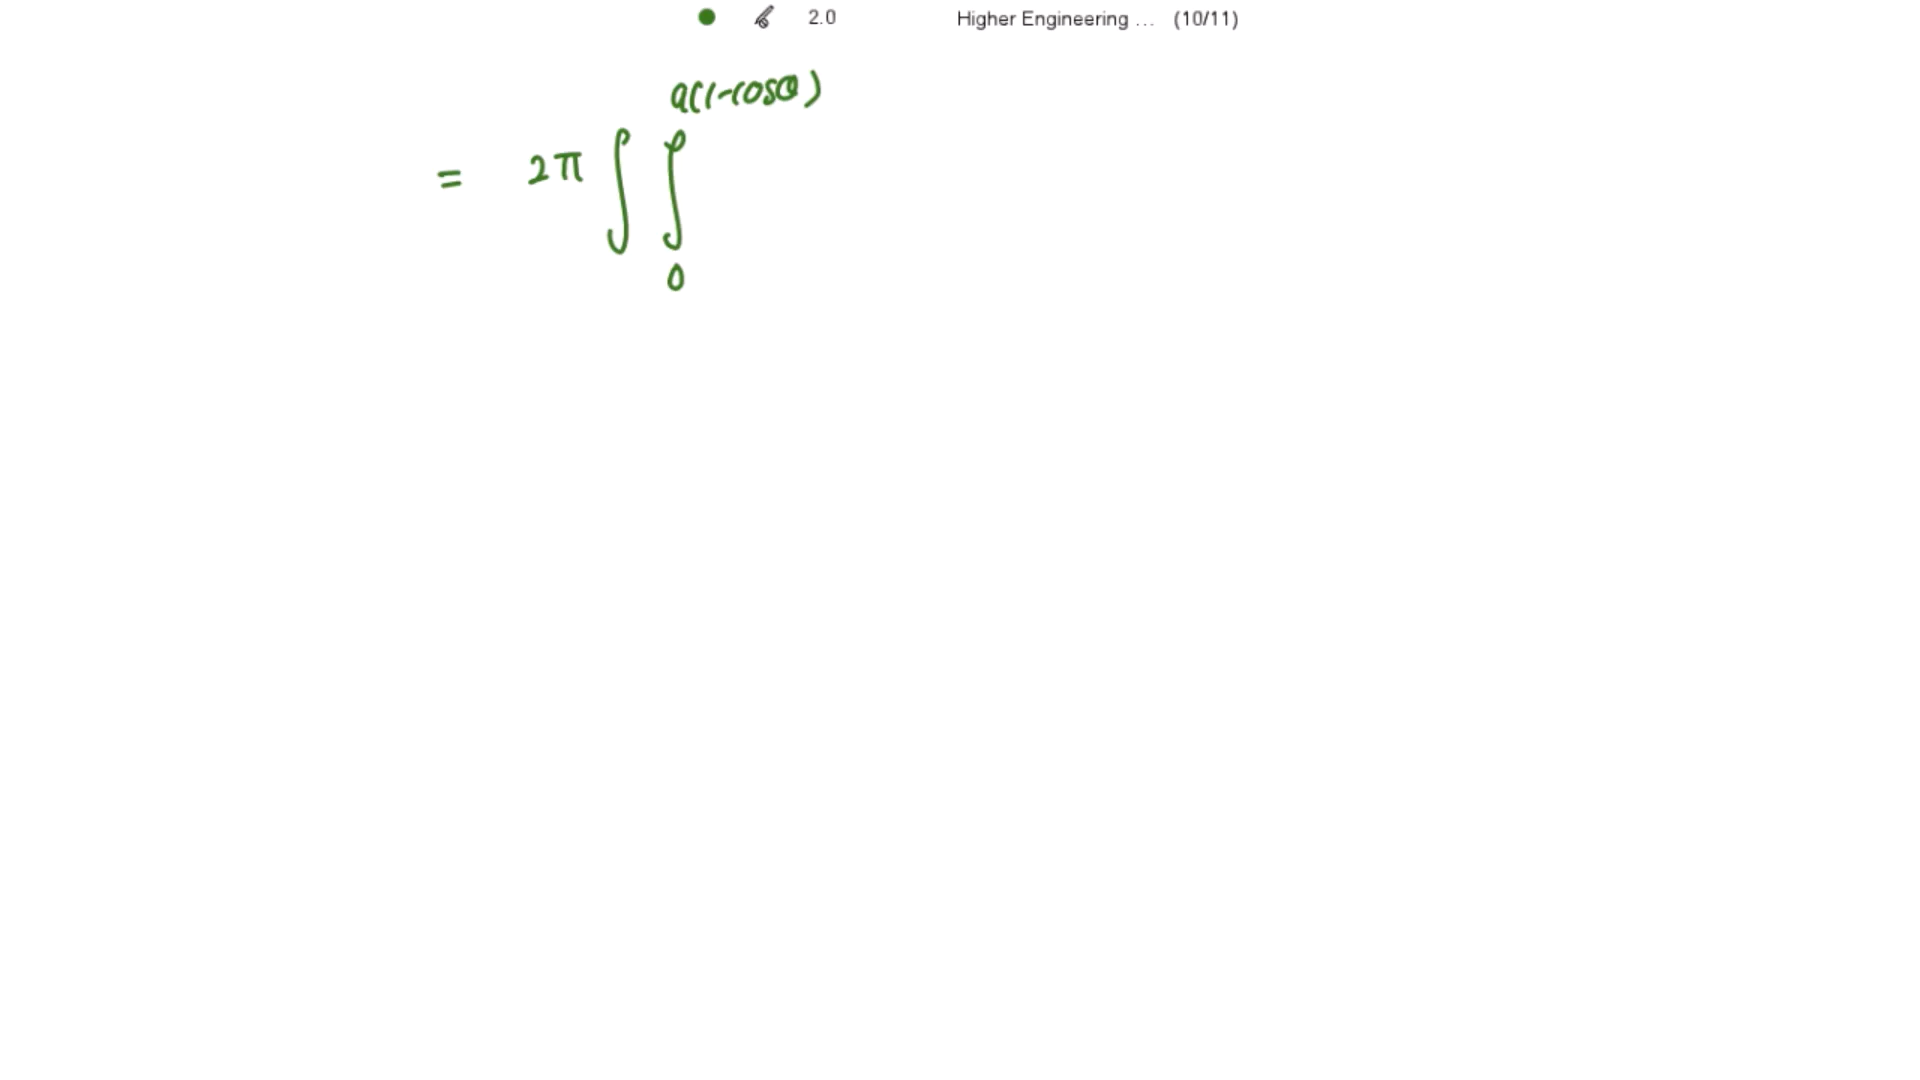 2.0 Higher Engineering ... (10/11)
a(1-cosθ)
= 2π ∫ ∫
0